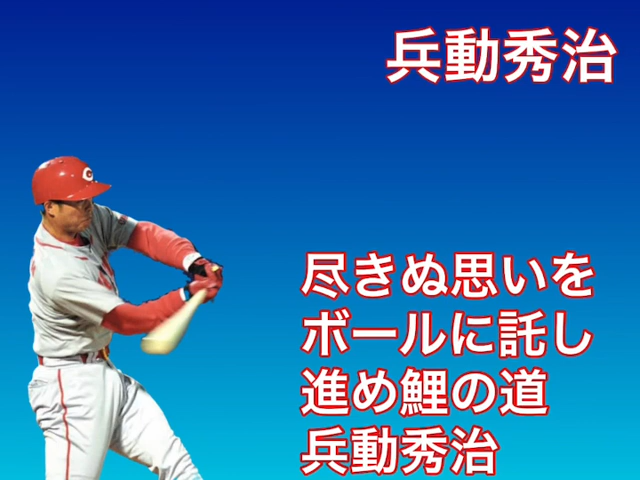 兵動秀治
尽きぬ思いを
ボールに託し
進め鯉の道
兵動秀治